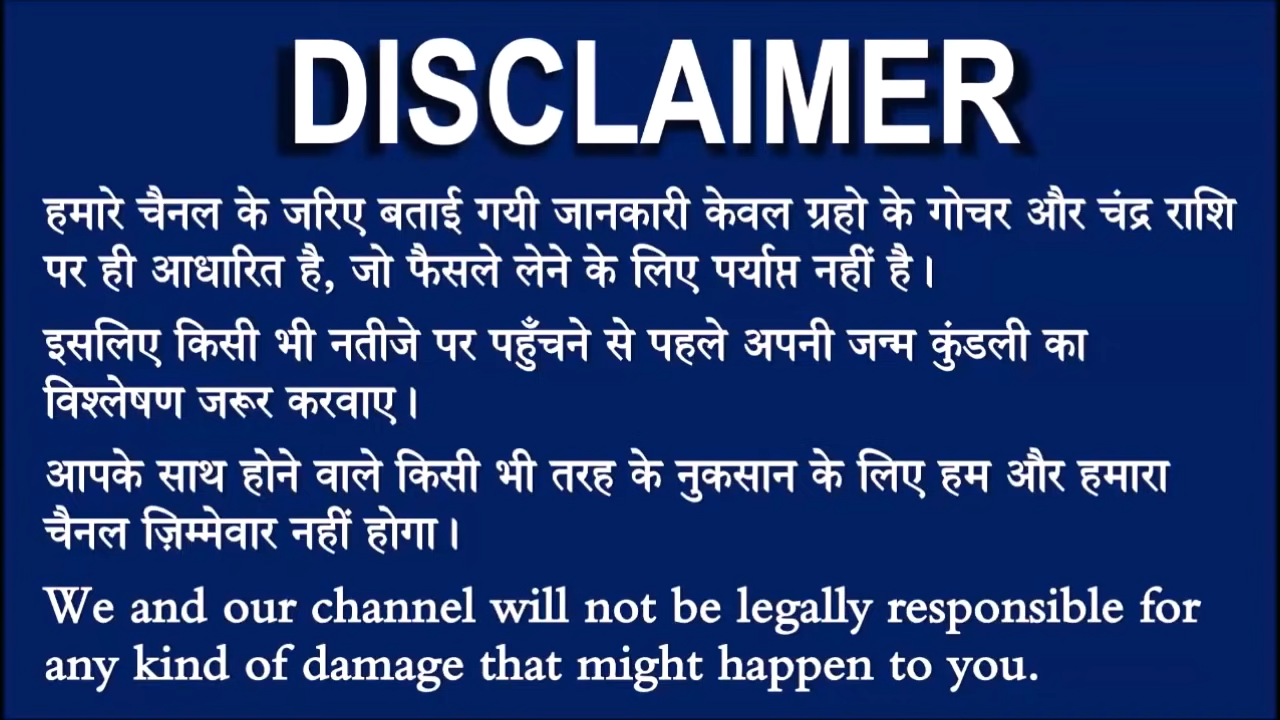 DISCLAIMER
हमारे चैनल के जरिए बताई गयी जानकारी केवल ग्रहो के गोचर और चंद्र राशि
पर ही आधारित है, जो फैसले लेने के लिए पर्याप्त नहीं है।
इसलिए किसी भी नतीजे पर पहुँचने से पहले अपनी जन्म कुंडली का
विश्लेषण जरूर करवाए।
आपके साथ होने वाले किसी भी तरह के नुकसान के लिए हम और हमारा
चैनल ज़िम्मेवार नहीं होगा।
We and our channel will not be legally responsible for
any kind of damage that might happen to you.